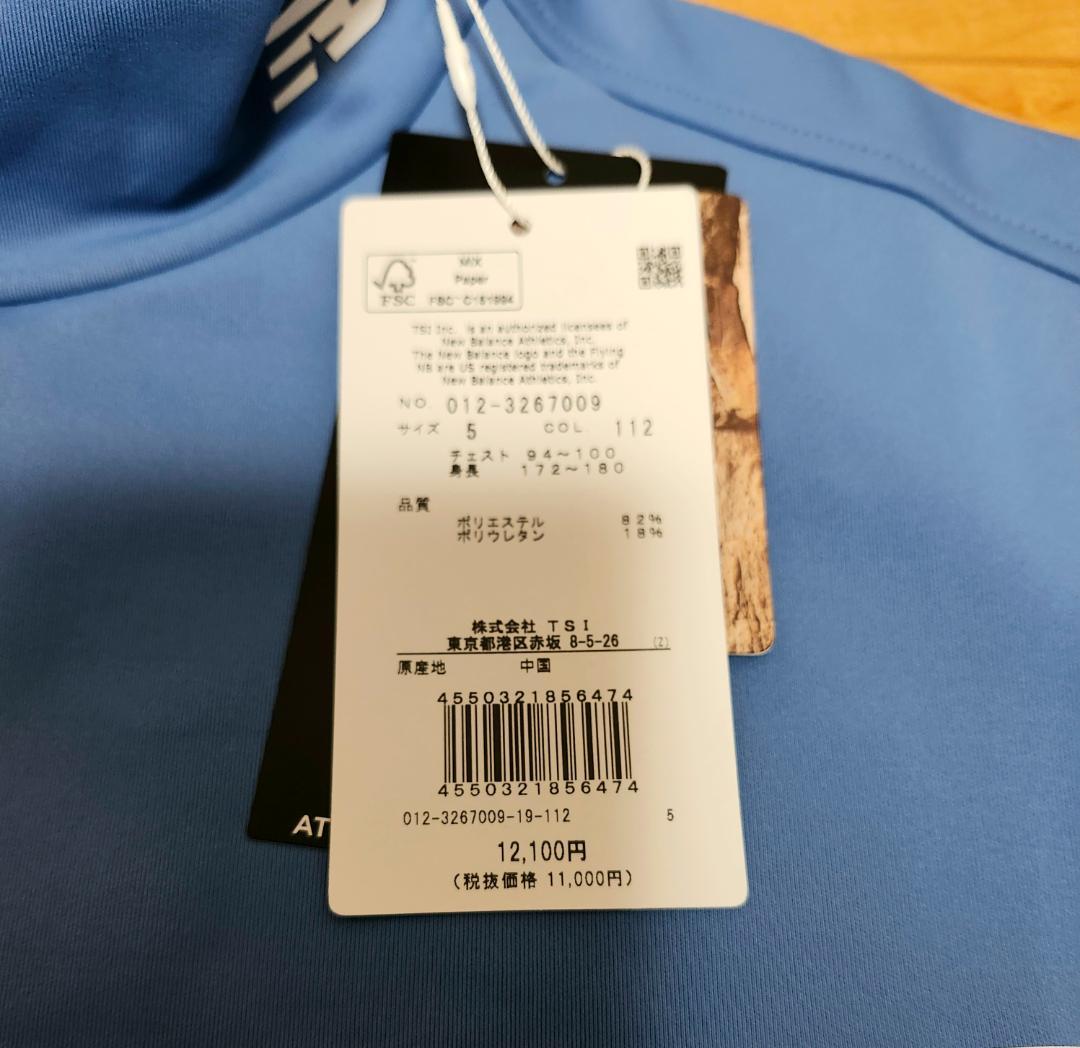 MIX
Paper
FSC
FSC™ C151994
TSI Inc. is an authorized licensees of
New Balance Athletics, Inc.
The New Balance logo and the Flying
NB are US registered trademarks of
New Balance Athletics, Inc.
NO. 012-3267009
サイズ 5 COL. 112
チェスト 94～100
身長 172～180
品質
ポリエステル 82%
ポリウレタン 18%
株式会社 TSI
東京都港区赤坂 8-5-26 (Z)
原産地 中国
4550321856474
4550321856474
012-3267009-19-112 5
12,100円
(税抜価格 11,000円)
AT